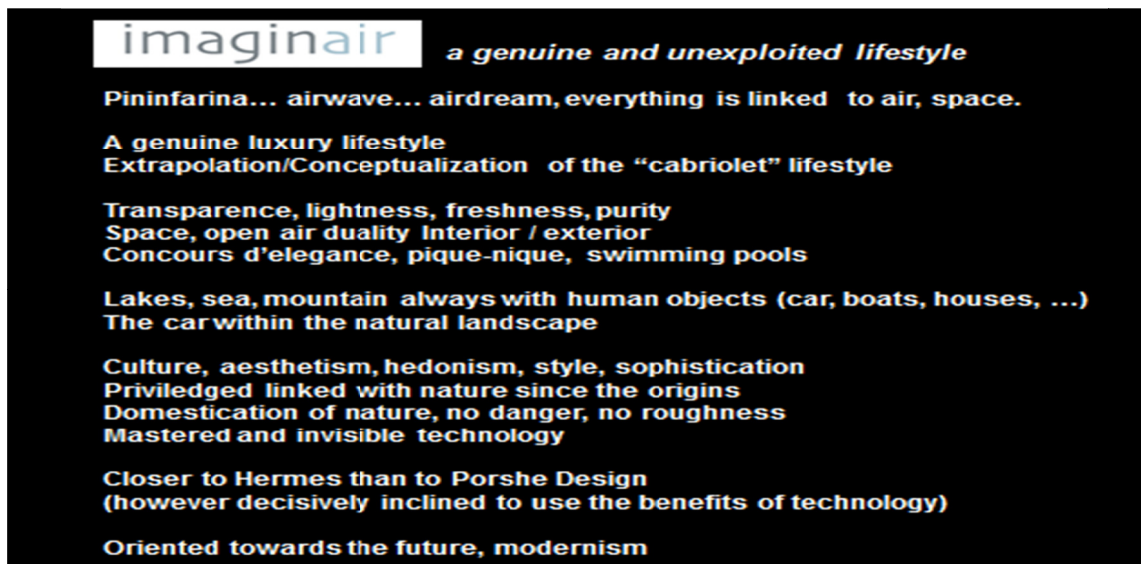 imaginair a genuine and unexploited lifestyle
Pininfarina... airwave... airdream, everything is linked to air, space.
A genuine luxury lifestyle
Extrapolation/Conceptualization of the “cabriolet” lifestyle
Transparence, lightness, freshness, purity
Space, open air duality Interior / exterior
Concours d'elegance, pique-nique, swimming pools
Lakes, sea, mountain always with human objects (car, boats, houses, ...)
The car within the natural landscape
Culture, aesthetism, hedonism, style, sophistication
Priviledged linked with nature since the origins
Domestication of nature, no danger, no roughness
Mastered and invisible technology
Closer to Hermes than to Porshe Design
(however decisively inclined to use the benefits of technology)
Oriented towards the future, modernism